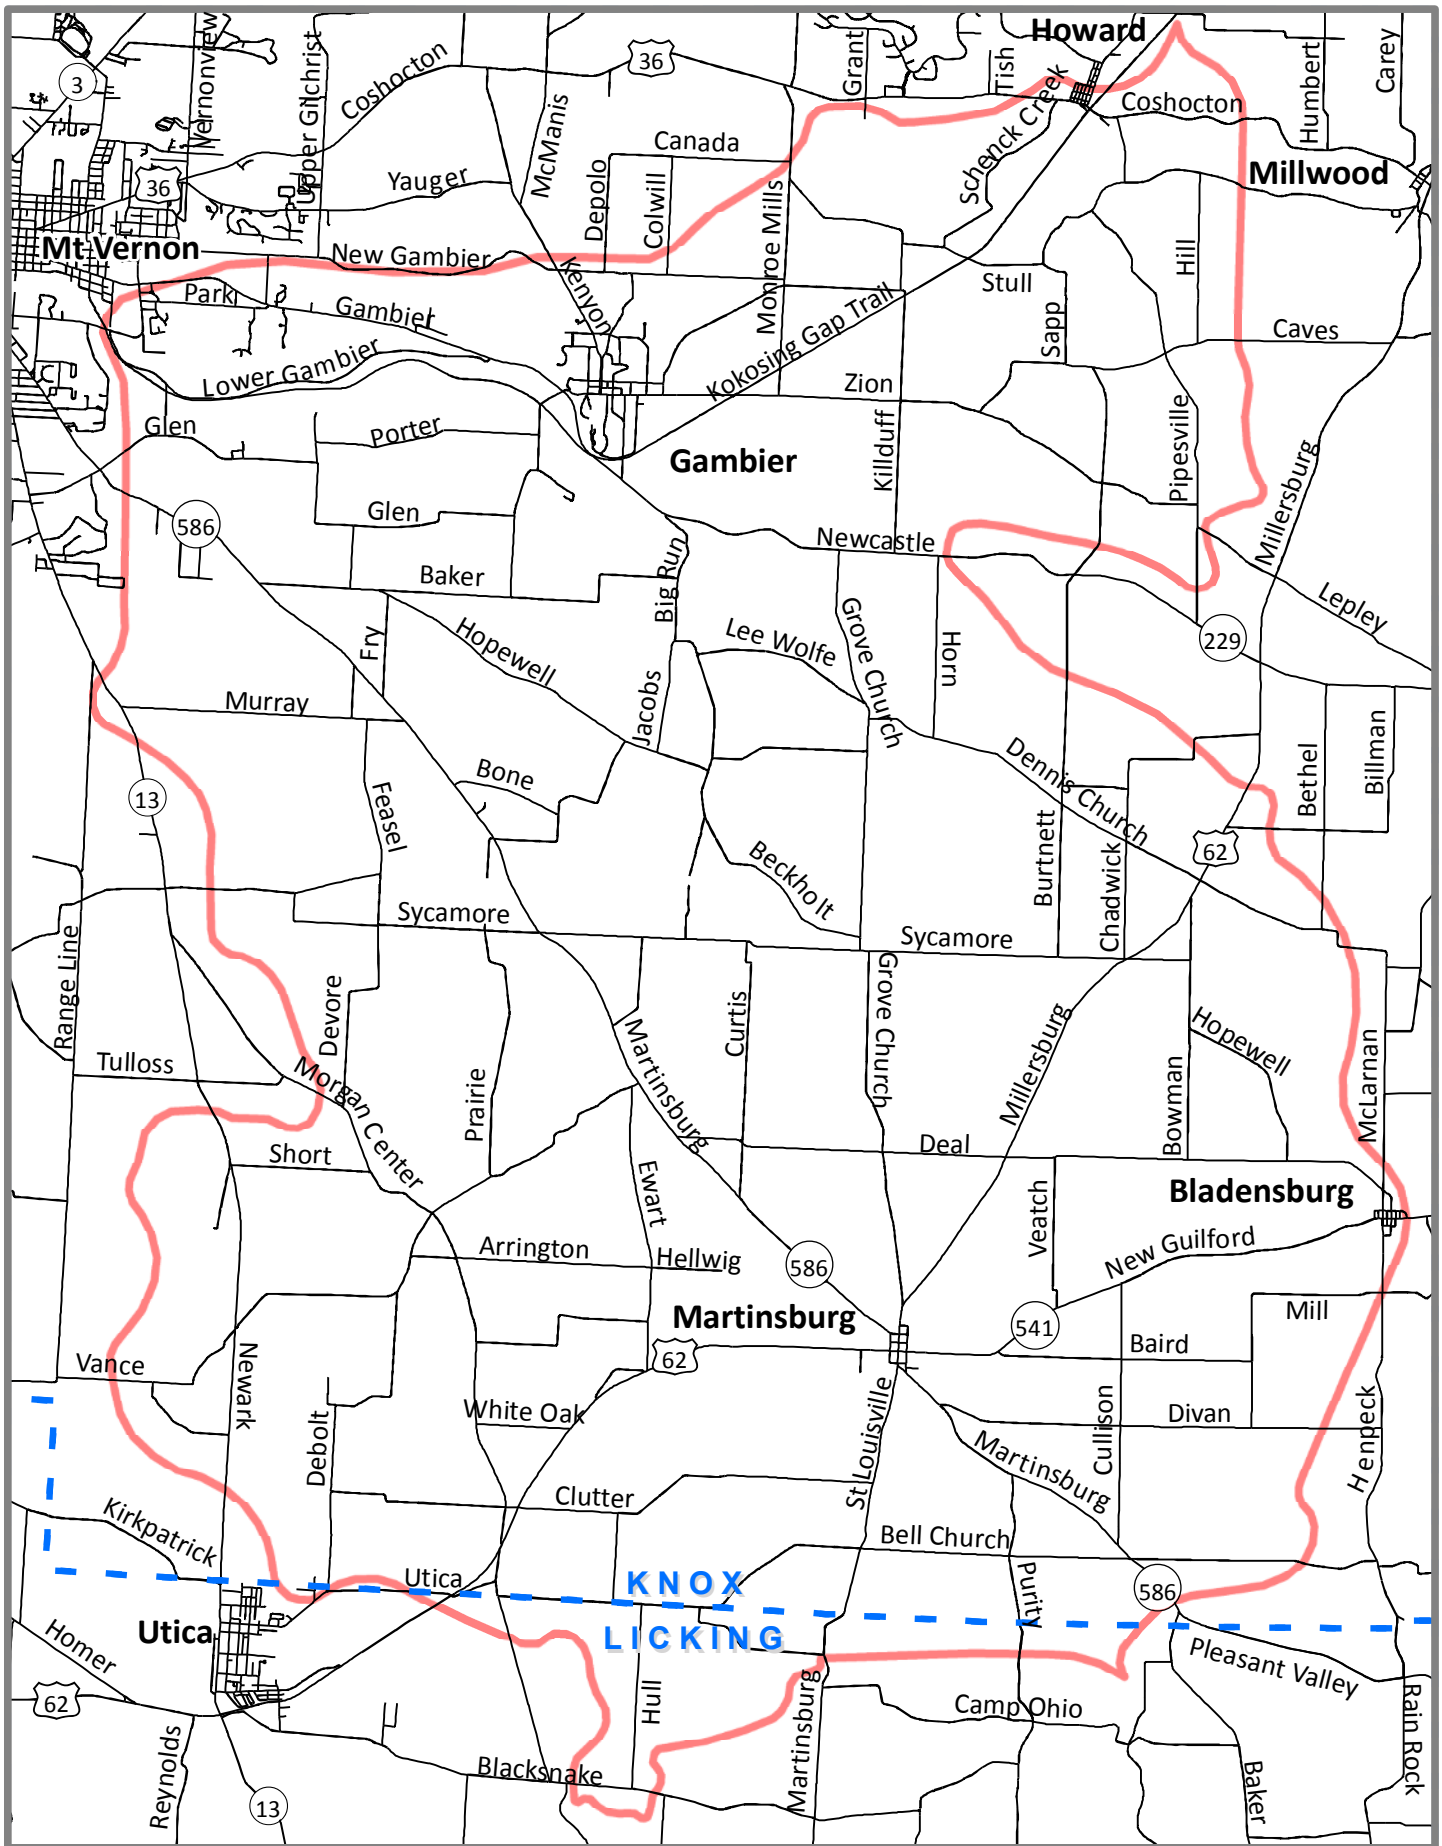 Howard
Grant
Tish
Humbert
Carey
Vernonview
Upper Gilchrist
Coshocton
36
3
McManis
Schenck Creek
Coshocton
Canada
Millwood
Yauger
36
Depolo
Colwill
Monroe Mills
Mt Vernon
New Gambier
Kenyon
Stull
Hill
Park
Gambier
Sapp
Caves
Lower Gambier
Kokosing Gap Trail
Zion
Glen
Porter
Gambier
Killduff
Pipesville
Millersburg
586
Glen
Newcastle
Baker
Big Run
Lepley
Fry
Hopewell
Lee Wolfe
Grove Church
Horn
229
Murray
Jacobs
Dennis Church
Bethel
Billman
Bone
13
Feasel
Burtnett
Chadwick
62
Beckholt
Sycamore
Sycamore
Range Line
Devore
Curtis
Grove Church
Martinsburg
Millersburg
Hopewell
Bowman
McLarnan
Tulloss
Morgan Center
Prairie
Deal
Short
Ewart
Veatch
Bladensburg
Arrington
Hellwig
586
New Guilford
Martinsburg
541
Mill
Baird
62
Vance
Newark
White Oak
St Louisville
Cullison
Divan
Debolt
Martinsburg
Henpeck
Clutter
Kirkpatrick
Bell Church
Utica
KNOX
Purity
586
LICKING
Utica
Homer
Pleasant Valley
62
Hull
Martinsburg
Camp Ohio
Rain Rock
Reynolds
Blacksnake
Baker
13